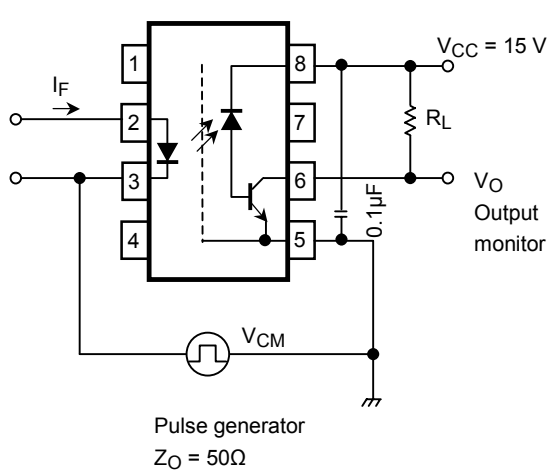 V_CC = 15 V
1
8
I_F
2
7
R_L
3
6
V_O
Output
monitor
0.1μF
4
5
V_CM
Pulse generator
Z_O = 50Ω